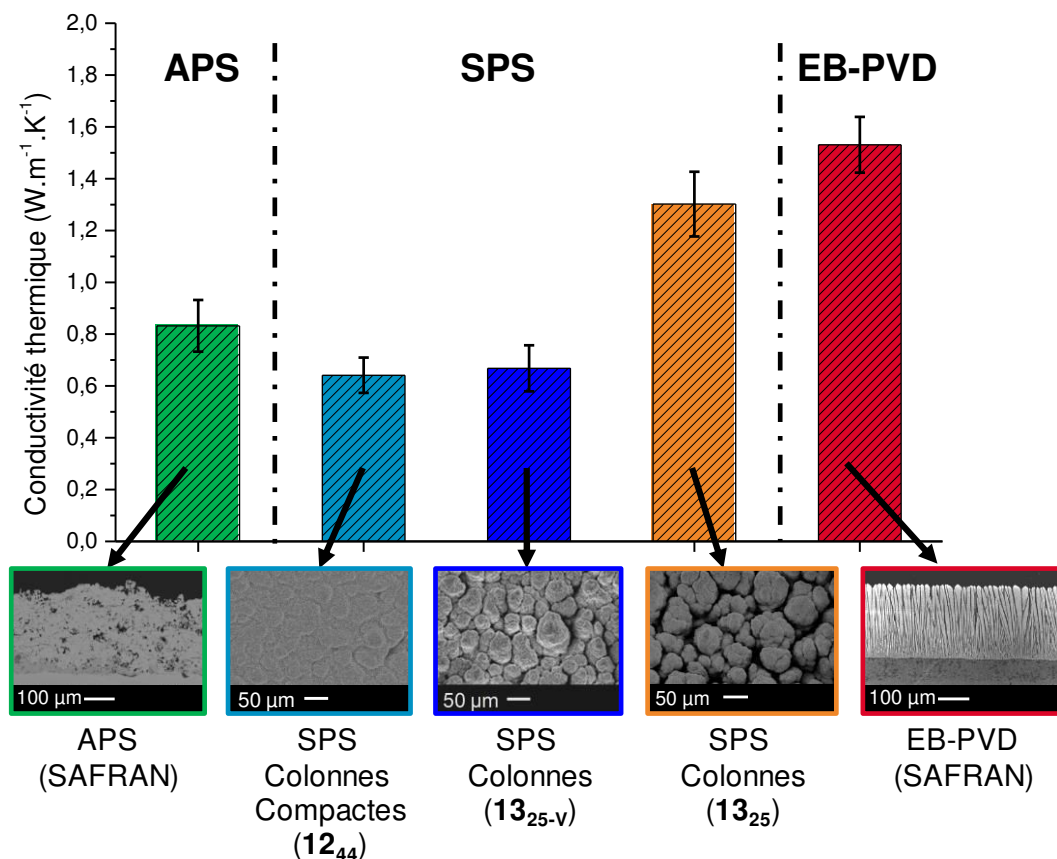 2,0
1,8
1,6
1,4
1,2
1,0
0,8
0,6
0,4
0,2
0,0
Conductivité thermique (W.m⁻¹.K⁻¹)
APS
SPS
EB-PVD
100 µm
50 µm
50 µm
50 µm
100 µm
APS
(SAFRAN)
SPS
Colonnes
Compactes
(12₄₄)
SPS
Colonnes
(13₂₅₋ᵥ)
SPS
Colonnes
(13₂₅)
EB-PVD
(SAFRAN)